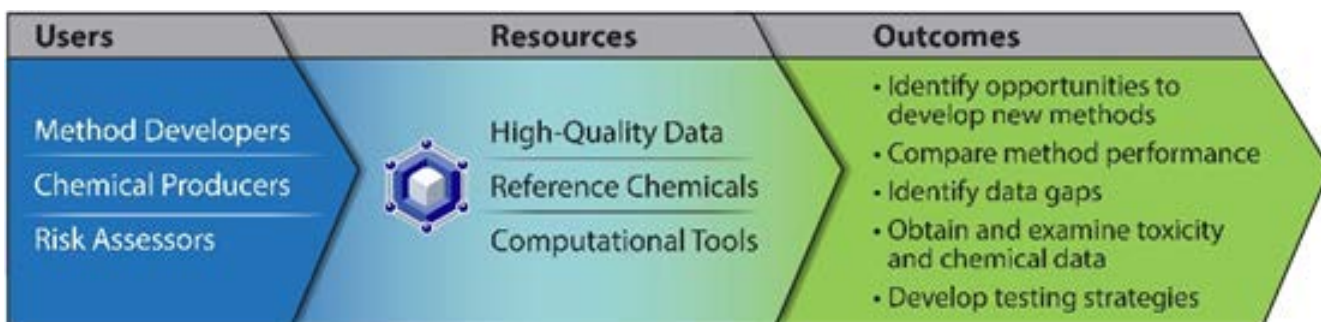 Users
Method Developers
Chemical Producers
Risk Assessors
Resources
High-Quality Data
Reference Chemicals
Computational Tools
Outcomes
• Identify opportunities to
develop new methods
• Compare method performance
• Identify data gaps
• Obtain and examine toxicity
and chemical data
• Develop testing strategies